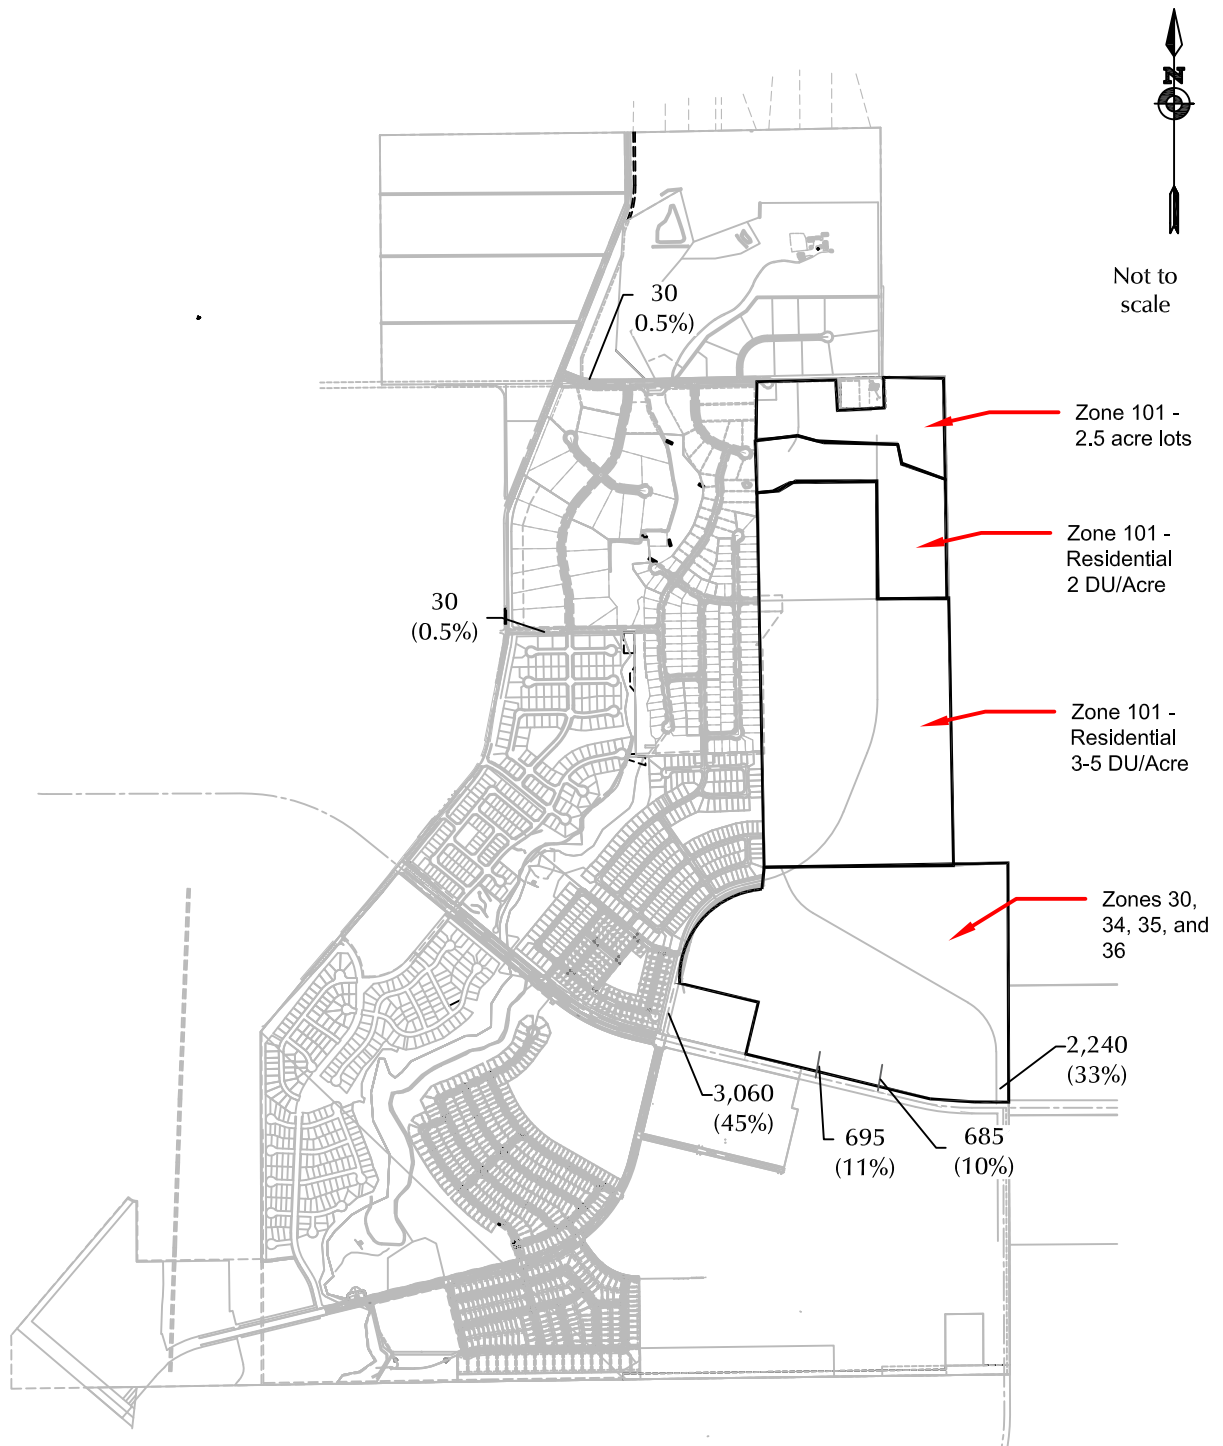 N
Not to
scale
30
0.5%)
Zone 101 -
2.5 acre lots
Zone 101 -
Residential
2 DU/Acre
30
(0.5%)
Zone 101 -
Residential
3-5 DU/Acre
Zones 30,
34, 35, and
36
2,240
(33%)
3,060
(45%)
695
(11%)
685
(10%)